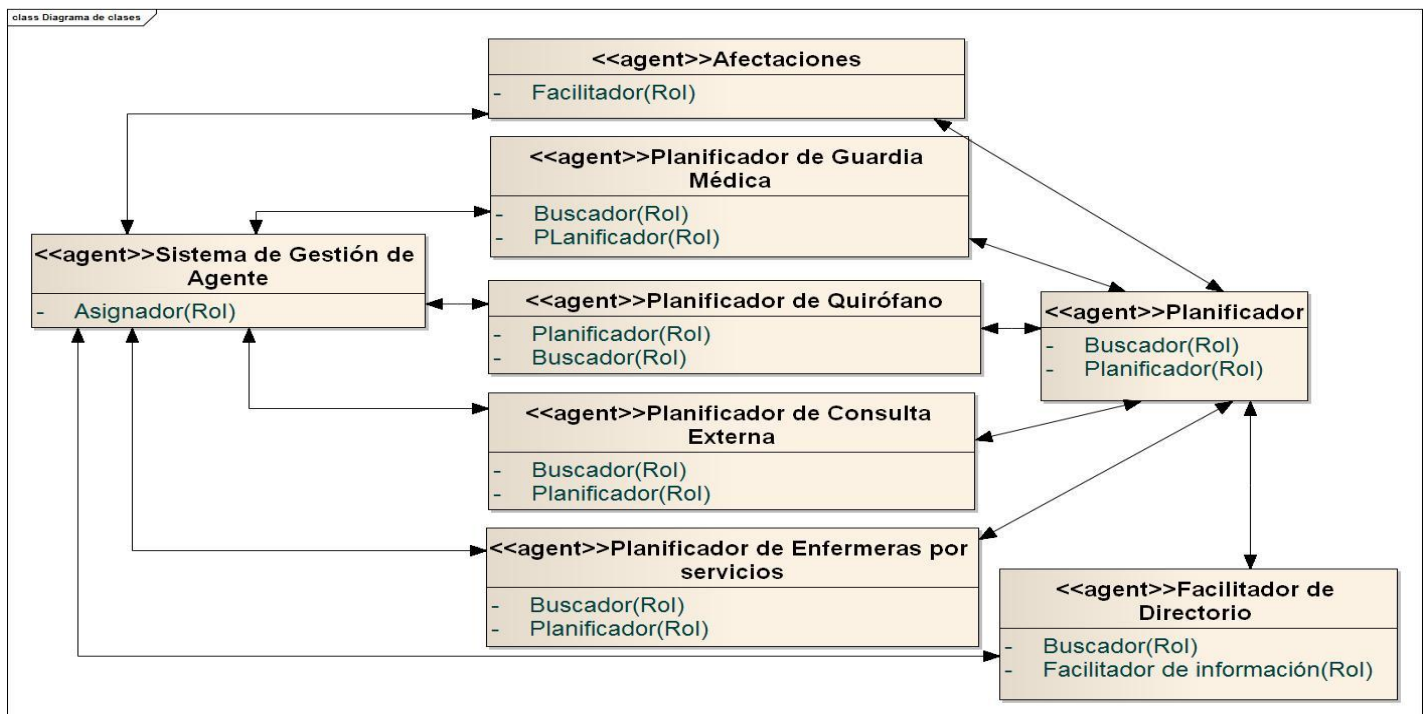 class Diagrama de clases
<<agent>>Afectaciones
- Facilitador(Rol)
<<agent>>Planificador de Guardia
Médica
- Buscador(Rol)
- PLanificador(Rol)
<<agent>>Sistema de Gestión de
Agente
- Asignador(Rol)
<<agent>>Planificador de Quirófano
- Planificador(Rol)
- Buscador(Rol)
<<agent>>Planificador
- Buscador(Rol)
- Planificador(Rol)
<<agent>>Planificador de Consulta
Externa
- Buscador(Rol)
- Planificador(Rol)
<<agent>>Planificador de Enfermeras por
servicios
- Buscador(Rol)
- Planificador(Rol)
<<agent>>Facilitador de
Directorio
- Buscador(Rol)
- Facilitador de información(Rol)